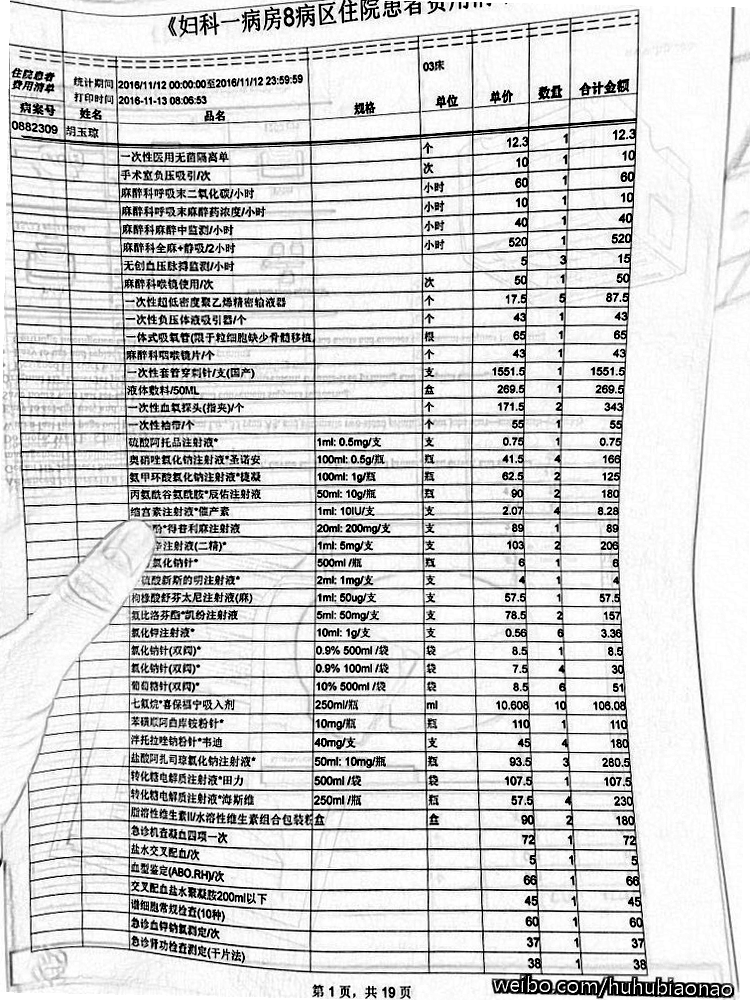 《妇科一病房8病区住院患者费用清
住院患者
费用清单 统计期间 2016/11/12 00:00:00至2016/11/12 23:59:59 03床
打印时间 2016-11-13 08:06:53
病案号 姓名 品名 规格 单位 单价 数量 合计金额
0882309 胡玉琼
一次性医用无菌隔离单 个 12.3 1 12.3
手术室负压吸引/次 次 10 1 10
麻醉科呼吸末二氧化碳/小时 小时 60 1 60
麻醉科呼吸末麻醉药浓度/小时 小时 10 1 10
麻醉科麻醉中监测/小时 小时 40 1 40
麻醉科全麻+静吸/2小时 小时 520 1 520
无创血压脉搏监测/小时 5 3 15
麻醉科喉镜使用/次 次 50 1 50
一次性超低密度聚乙烯精密输液器 个 17.5 5 87.5
一次性负压体液吸引器/个 个 43 1 43
一体式吸氧管(限于粒细胞缺少骨髓移植 根 65 1 65
麻醉科咽喉镜片/个 个 43 1 43
一次性套管穿刺针/支(国产) 支 1551.5 1 1551.5
液体敷料/50ML 盒 269.5 1 269.5
一次性血氧探头(指夹)/个 个 171.5 2 343
一次性袖带/个 个 55 1 55
硫酸阿托品注射液* 1ml: 0.5mg/支 支 0.75 1 0.75
奥硝唑氯化钠注射液*圣诺安 100ml: 0.5g/瓶 瓶 41.5 4 166
氨甲环酸氯化钠注射液*捷凝 100ml: 1g/瓶 瓶 62.5 2 125
丙氨酰谷氨酰胺*辰佑注射液 50ml: 10g/瓶 瓶 90 2 180
缩宫素注射液*催产素 1ml: 10IU/支 支 2.07 4 8.28
酚*得普利麻注射液 20ml: 200mg/支 支 89 1 89
注射液(二精)* 1ml: 5mg/支 支 103 2 206
氯化钠针* 500ml /瓶 瓶 6 1 6
硫酸新斯的明注射液* 2ml: 1mg/支 支 4 1 4
枸橼酸舒芬太尼注射液(麻) 1ml: 50ug/支 支 57.5 1 57.5
氟比洛芬酯*凯纷注射液 5ml: 50mg/支 支 78.5 2 157
氯化钾注射液* 10ml: 1g/支 支 0.56 6 3.36
氯化钠针(双阀)* 0.9% 500ml /袋 袋 8.5 1 8.5
氯化钠针(双阀)* 0.9% 100ml /袋 袋 7.5 4 30
葡萄糖针(双阀)* 10% 500ml /袋 袋 8.5 6 51
七氟烷*喜保福宁吸入剂 250ml/瓶 ml 10.608 10 106.08
苯磺顺阿曲库铵粉针* 10mg/瓶 瓶 110 1 110
泮托拉唑钠粉针*韦迪 40mg/支 支 45 4 180
盐酸阿扎司琼氯化钠注射液* 50ml: 10mg/瓶 瓶 93.5 3 280.5
转化糖电解质注射液*田力 500ml /袋 袋 107.5 1 107.5
转化糖电解质注射液*海斯维 250ml /瓶 瓶 57.5 4 230
脂溶性维生素II/水溶性维生素组合包装粉 盒 盒 90 2 180
急诊机查凝血四项一次 72 1 72
盐水交叉配血/次 5 1 5
血型鉴定(ABO.RH)/次 66 1 66
交叉配血盐水聚凝胺200ml以下 45 1 45
谱细胞常规检查(10种) 60 1 60
急诊血钾钠氯测定/次 37 1 37
急诊肾功检查测定(干片法) 38 1 38
第 1 页, 共 19 页
weibo.com/huhubiaonao